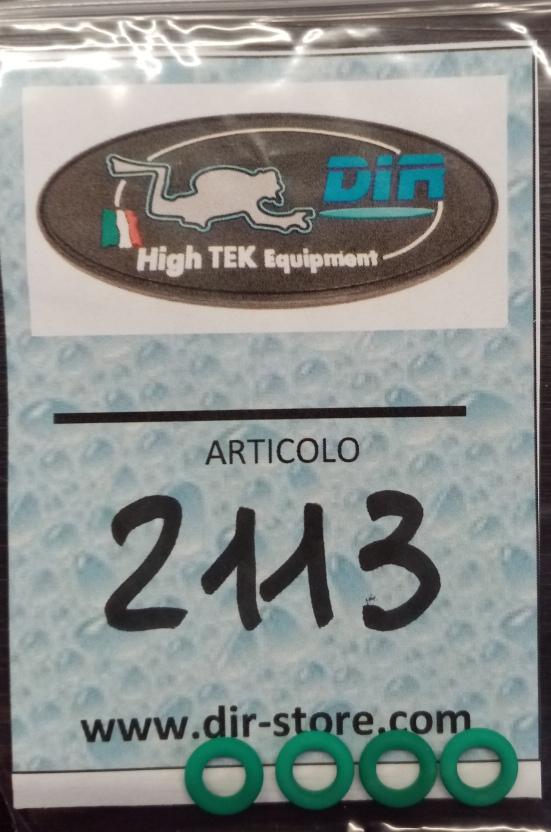 DiR
High TEK Equipment
ARTICOLO
2113
www.dir-store.com